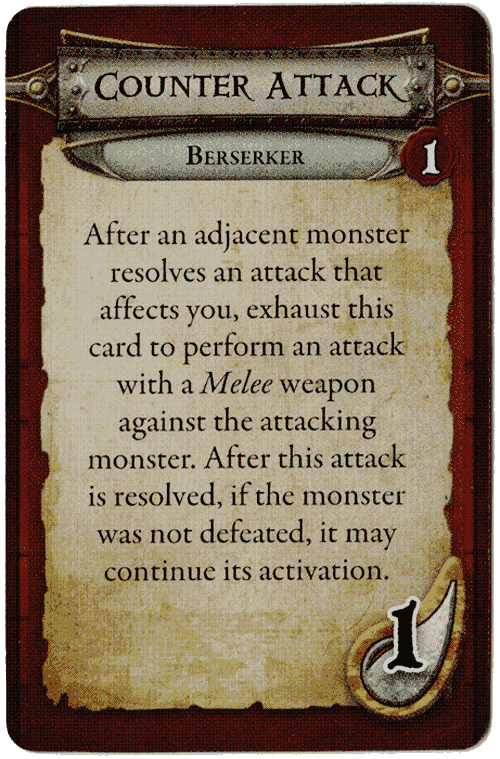 COUNTER ATTACK
BERSERKER
1
After an adjacent monster
resolves an attack that
affects you, exhaust this
card to perform an attack
with a Melee weapon
against the attacking
monster. After this attack
is resolved, if the monster
was not defeated, it may
continue its activation.
1